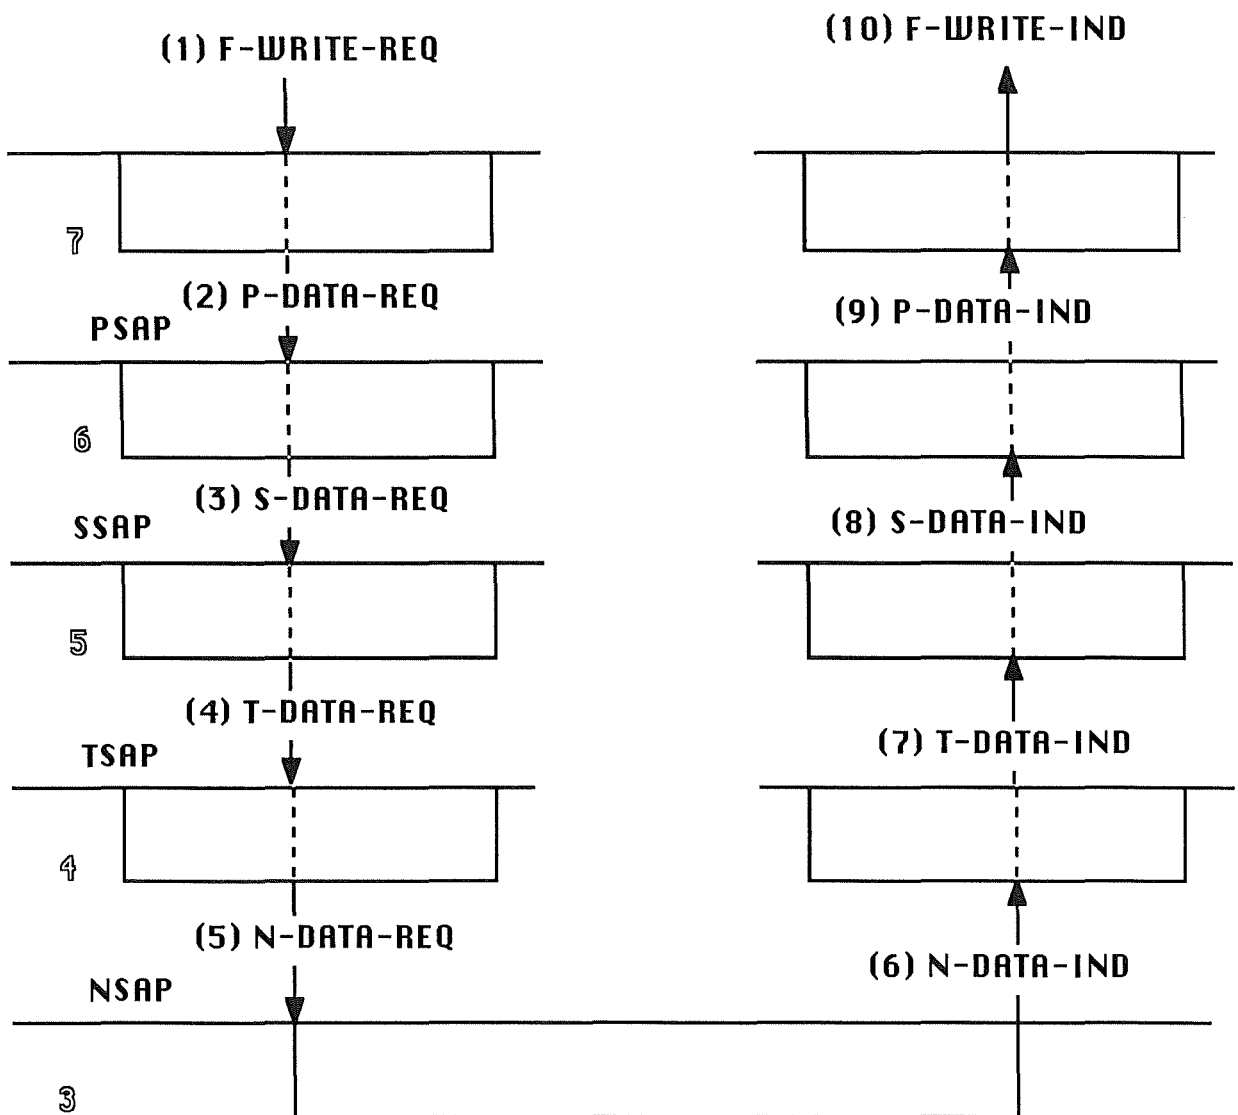 (10) F-WRITE-IND
(1) F-WRITE-REQ
7
(2) P-DATA-REQ
(9) P-DATA-IND
PSAP
6
(3) S-DATA-REQ
(8) S-DATA-IND
SSAP
5
(4) T-DATA-REQ
(7) T-DATA-IND
TSAP
4
(5) N-DATA-REQ
(6) N-DATA-IND
NSAP
3